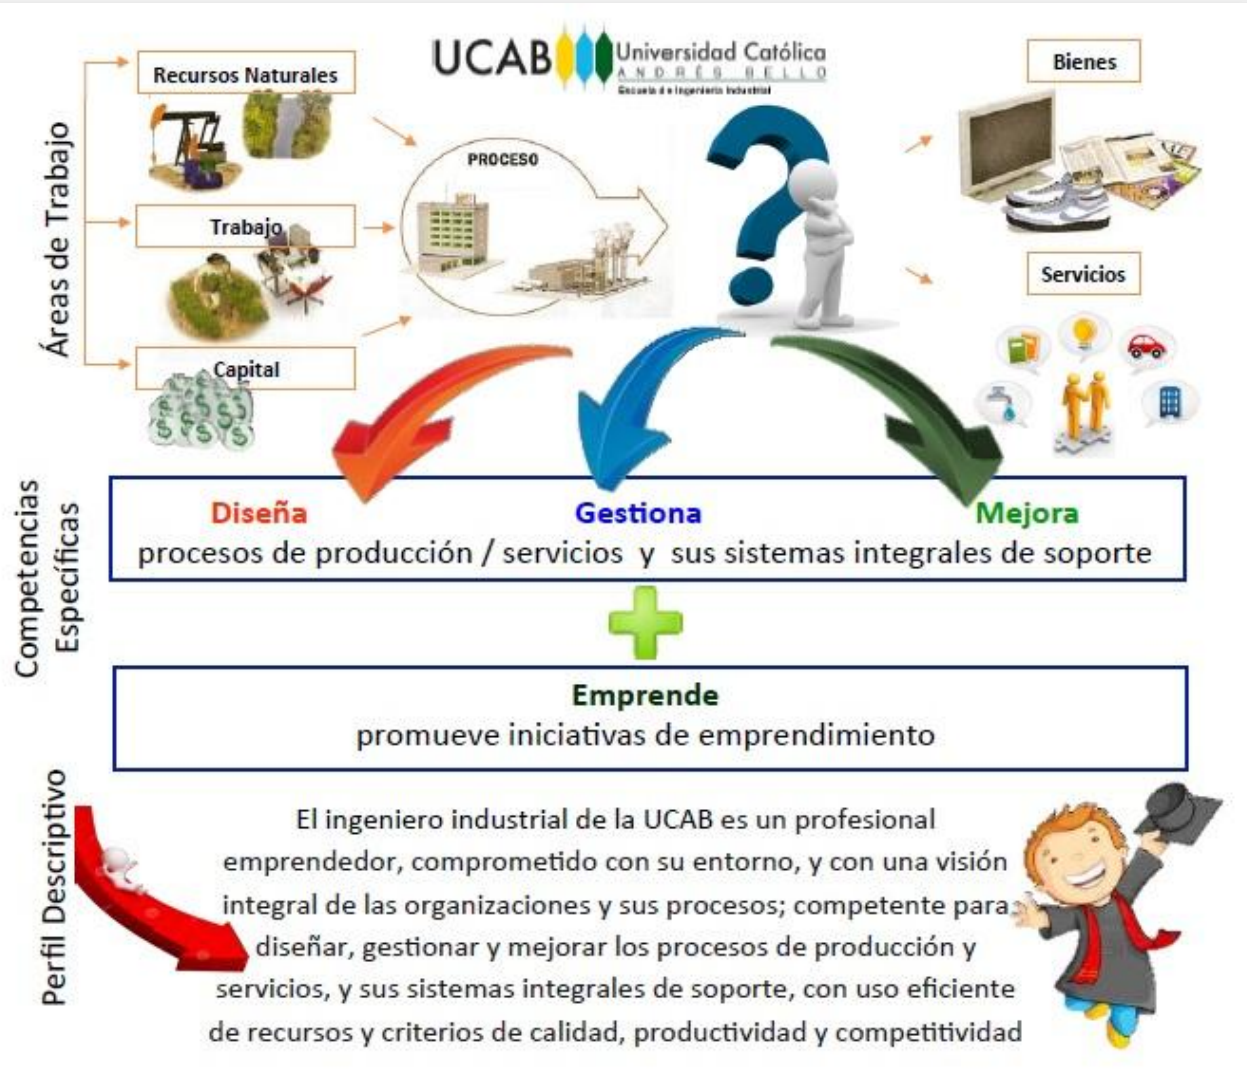 UCAB
Universidad Católica
ANDRÉS BELLO
Escuela de Ingeniería Industrial
Áreas de Trabajo
Recursos Naturales
Trabajo
Capital
PROCESO
Bienes
Servicios
Competencias
Específicas
Diseña Gestiona Mejora
procesos de producción / servicios y sus sistemas integrales de soporte
Emprende
promueve iniciativas de emprendimiento
Perfil Descriptivo
El ingeniero industrial de la UCAB es un profesional
emprendedor, comprometido con su entorno, y con una visión
integral de las organizaciones y sus procesos; competente para
diseñar, gestionar y mejorar los procesos de producción y
servicios, y sus sistemas integrales de soporte, con uso eficiente
de recursos y criterios de calidad, productividad y competitividad